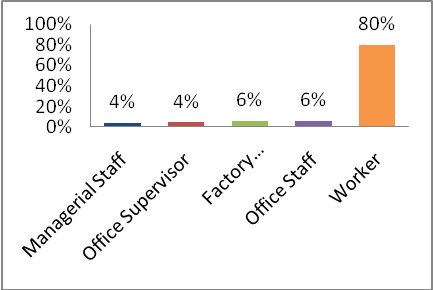 100%
80%
60%
40%
20%
0%
4%
4%
6%
6%
80%
Managerial Staff
Office Supervisor
Factory...
Office Staff
Worker